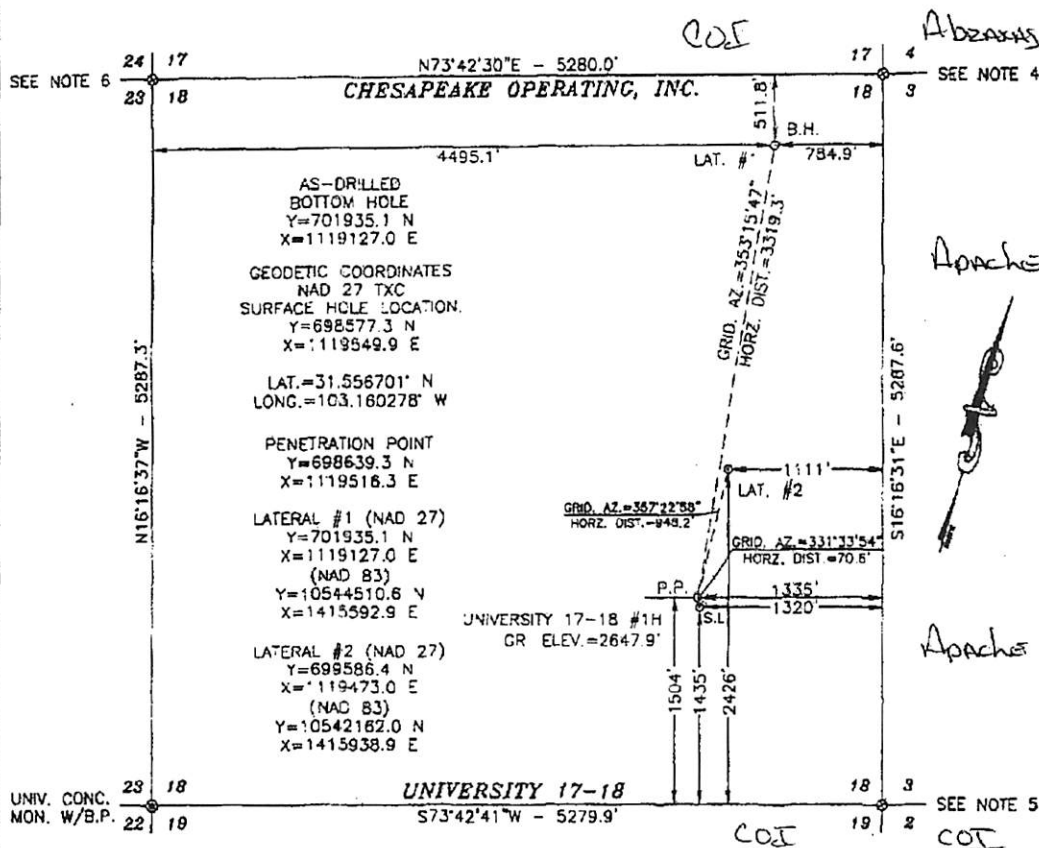 COI
Abraxas
24 17
17 4
SEE NOTE 6
N73°42'30"E - 5280.0'
SEE NOTE 4
23 18
CHESAPEAKE OPERATING, INC.
18 3
511.8'
B.H.
4495.1'
LAT. #1
784.9'
AS-DRILLED
BOTTOM HOLE
Y=701935.1 N
X=1119127.0 E
GEODETIC COORDINATES
NAD 27 TXC
SURFACE HOLE LOCATION.
Y=698577.3 N
X=1119549.9 E
LAT.=31.556701° N
LONG.=103.160278° W
PENETRATION POINT
Y=698639.3 N
X=1119516.3 E
LATERAL #1 (NAD 27)
Y=701935.1 N
X=1119127.0 E
(NAD 83)
Y=10544510.6 N
X=1415592.9 E
LATERAL #2 (NAD 27)
Y=699586.4 N
X=1119473.0 E
(NAD 83)
Y=10542162.0 N
X=1415938.9 E
N16°16'37"W - 5287.3'
GRID. AZ.=353°15'47"
HORZ. DIST.=3319.3'
Apache
S16°16'31"E - 5287.6'
1111'
LAT. #2
GRID. AZ.=357°22'58"
HORZ. DIST.=948.2'
GRID. AZ.=331°33'54"
HORZ. DIST.=70.6'
P.P.
1335'
1320'
S.L.
UNIVERSITY 17-18 #1H
GR ELEV.=2647.9'
Apache
1504'
1435'
2426'
23 18
UNIVERSITY 17-18
18 3
UNIV. CONC.
MON. W/B.P.
SEE NOTE 5
22 19
S73°42'41"W - 5279.9'
19 2
COI
COI